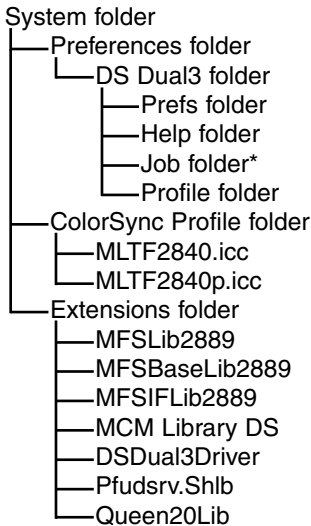 System folder
Preferences folder
DS Dual3 folder
Prefs folder
Help folder
Job folder*
Profile folder
ColorSync Profile folder
MLTF2840.icc
MLTF2840p.icc
Extensions folder
MFSLib2889
MFSBaseLib2889
MFSIFLib2889
MCM Library DS
DSDual3Driver
Pfudsrv.Shlb
Queen20Lib